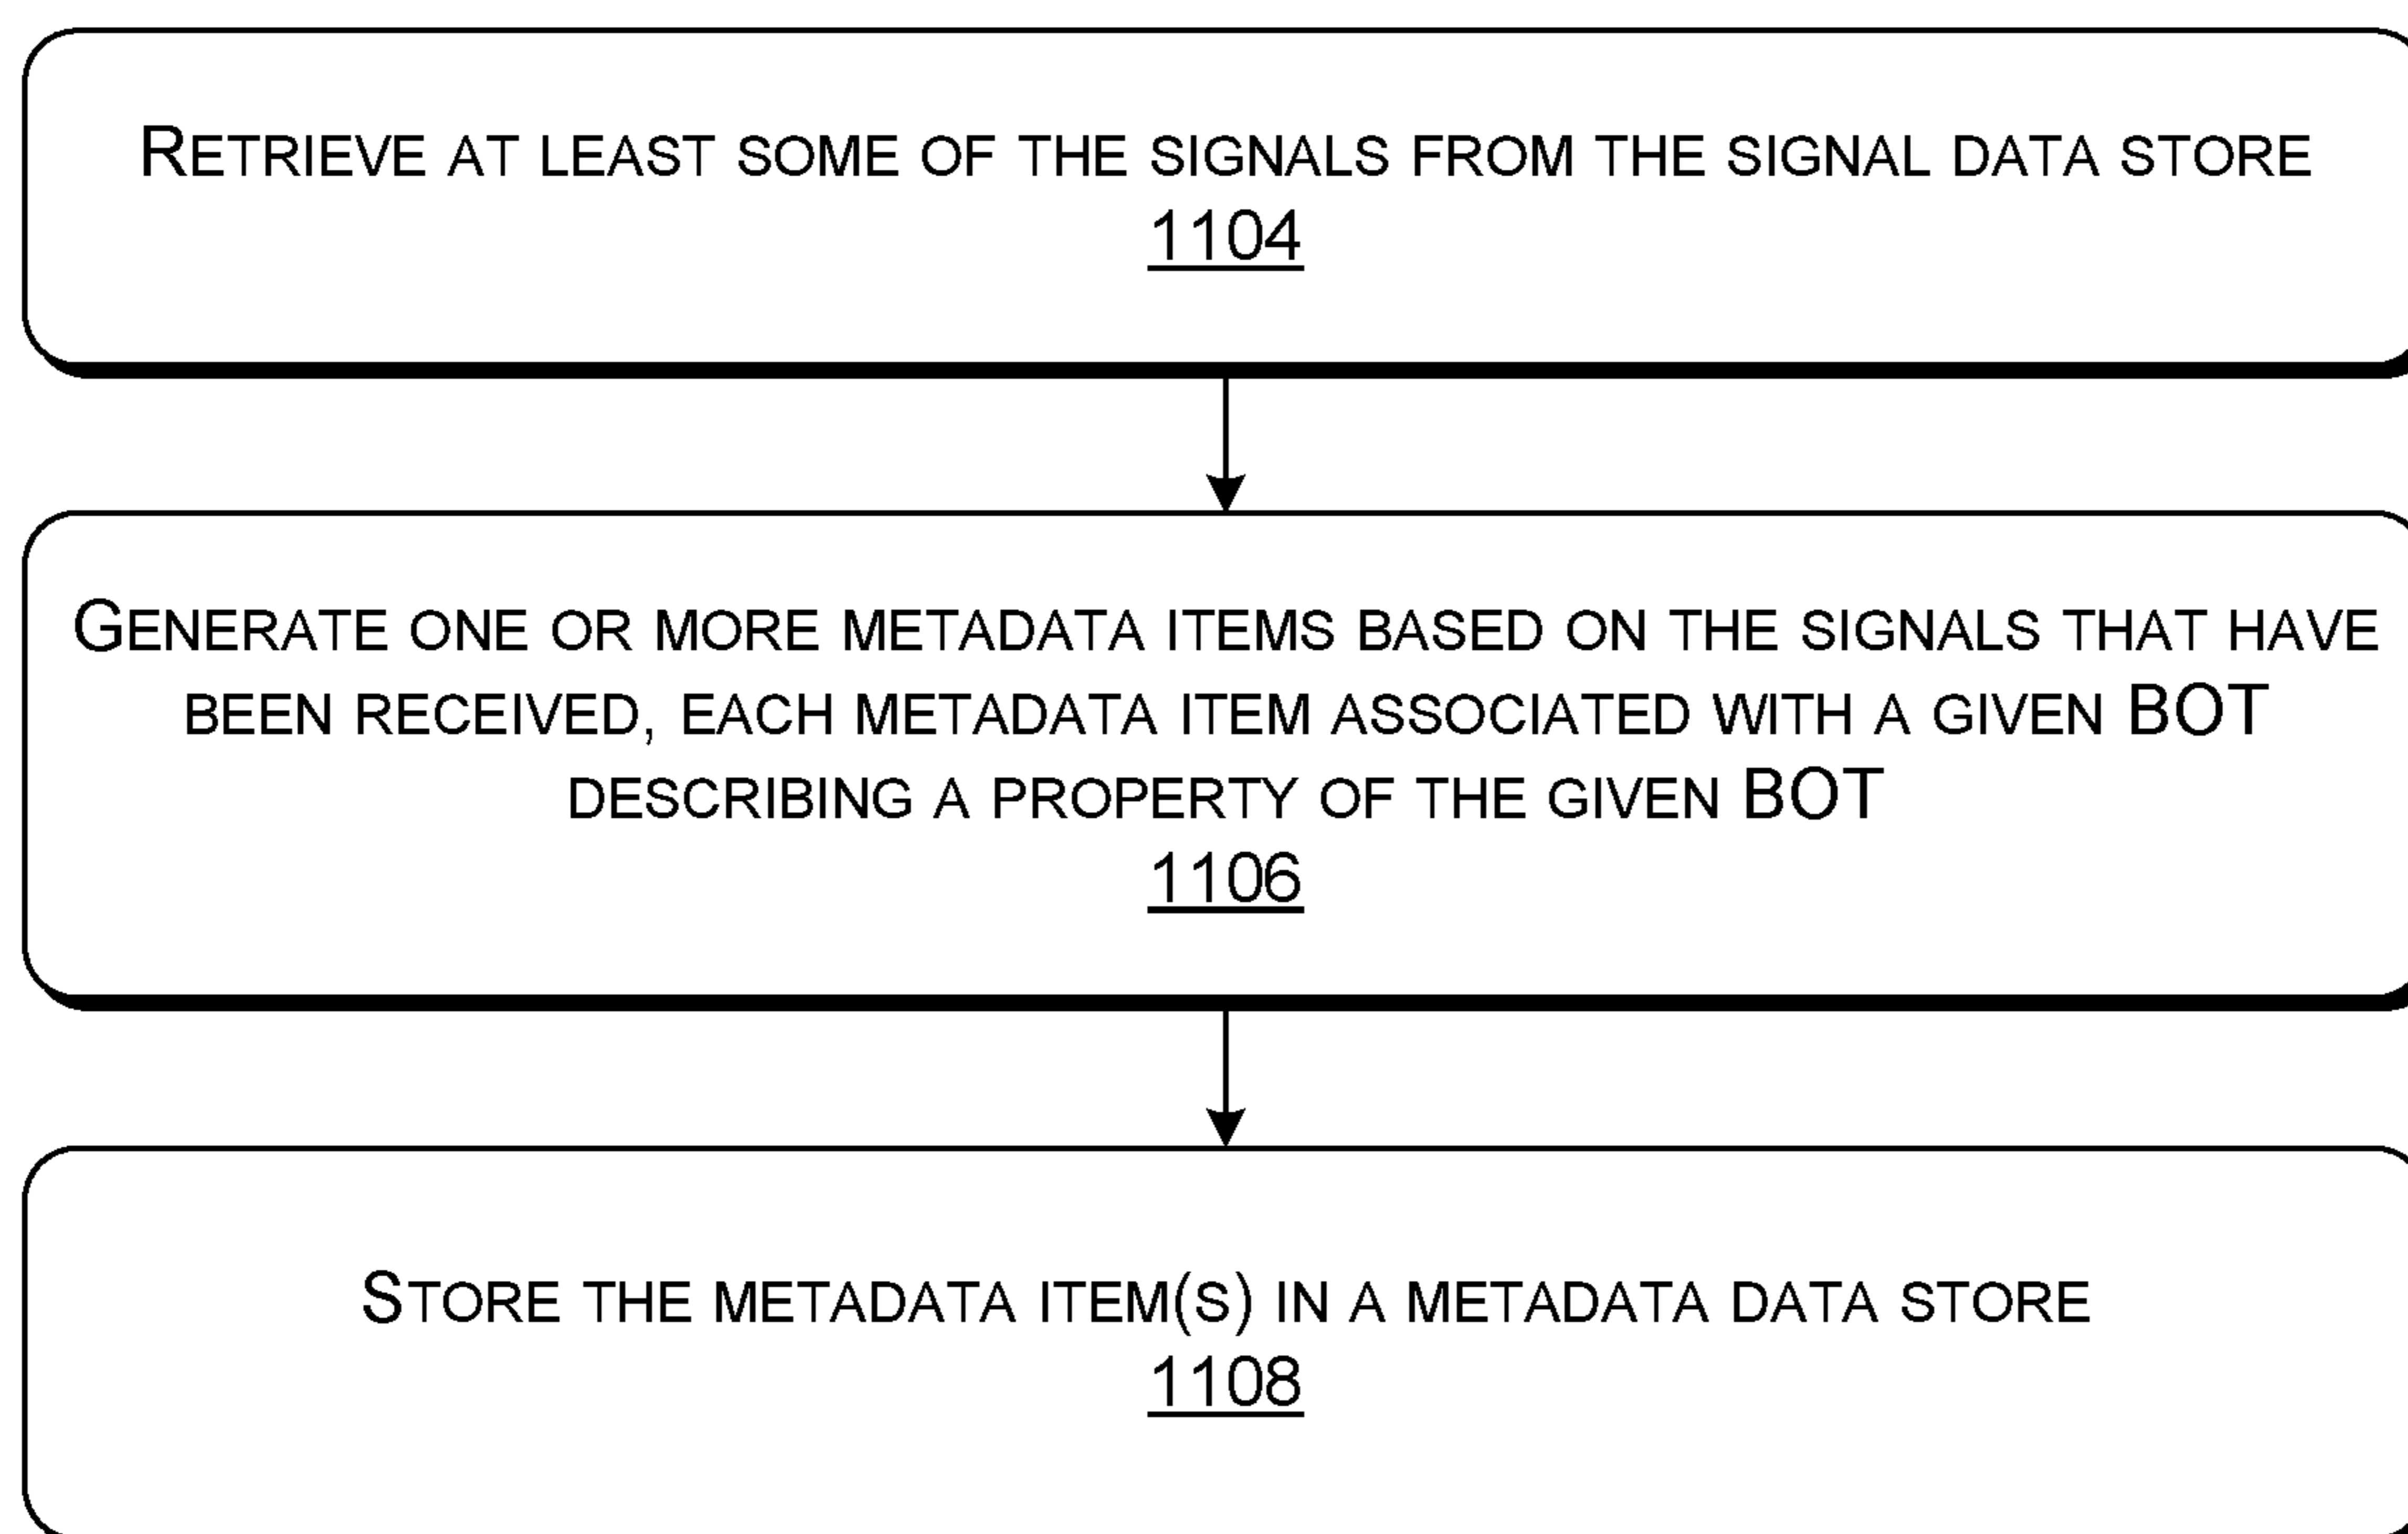 RETRIEVE AT LEAST SOME OF THE SIGNALS FROM THE SIGNAL DATA STORE
1104
GENERATE ONE OR MORE METADATA ITEMS BASED ON THE SIGNALS THAT HAVE
BEEN RECEIVED, EACH METADATA ITEM ASSOCIATED WITH A GIVEN BOT
DESCRIBING A PROPERTY OF THE GIVEN BOT
1106
STORE THE METADATA ITEM(S) IN A METADATA DATA STORE
1108